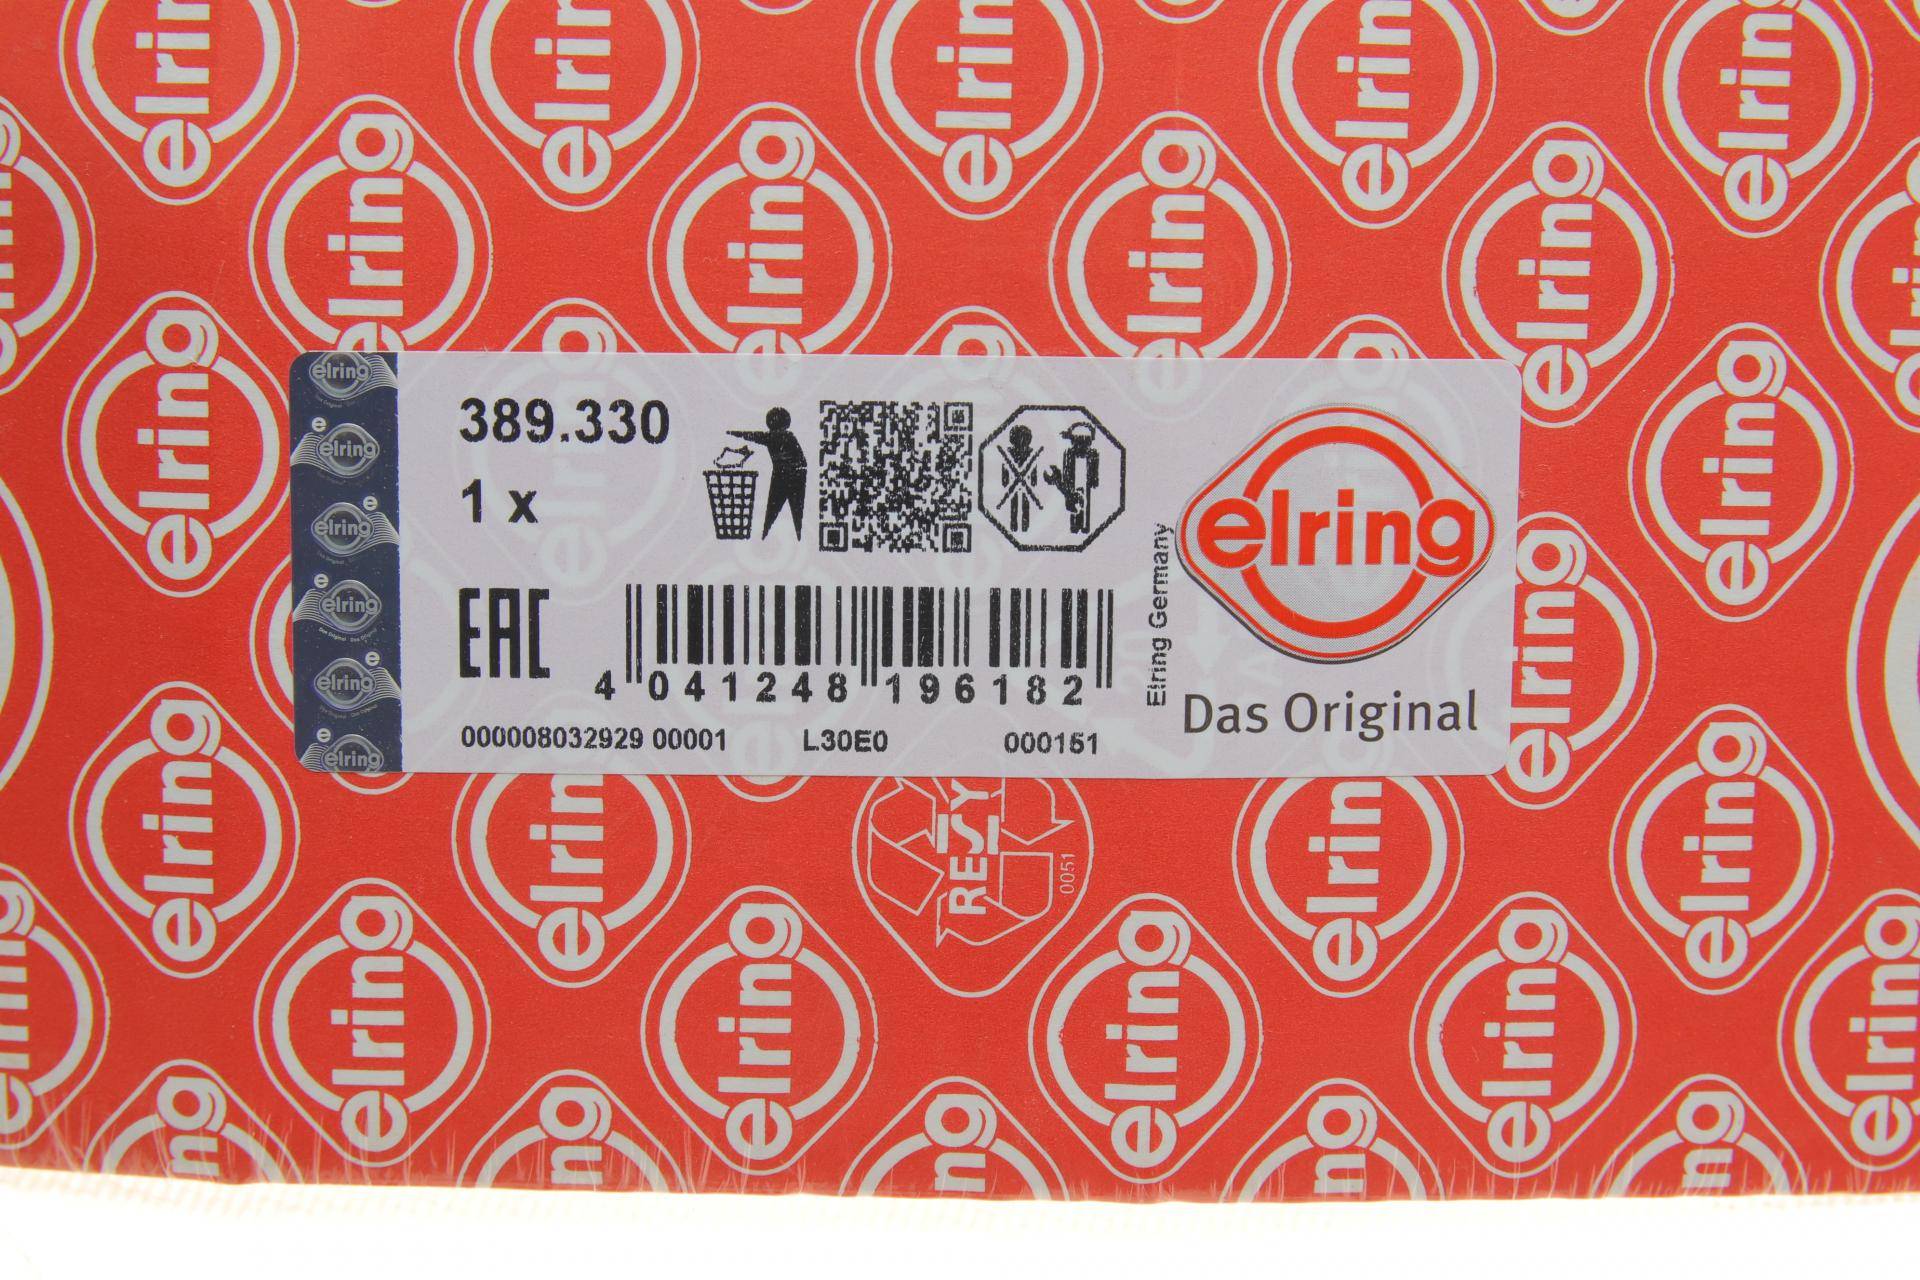 389.330
1 x
EAC
4 041248 196182
000008032929 00001 L30E0 000151
Elring Germany
elring
Das Original
RESY
0051